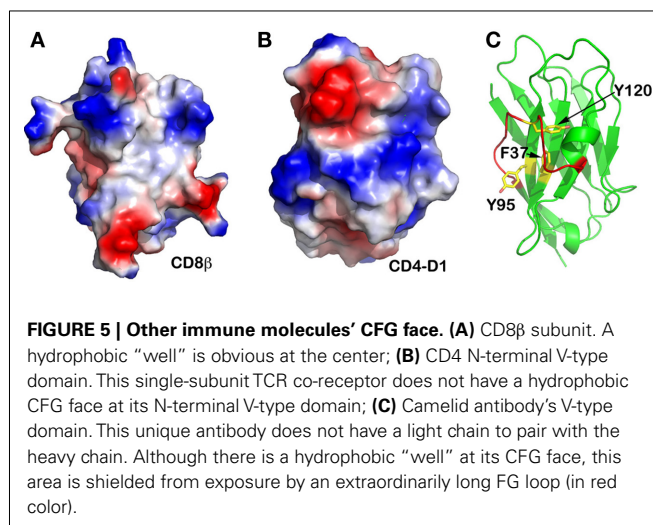 A
B
C
Y120
F37
Y95
CD8β
CD4-D1
FIGURE 5 | Other immune molecules' CFG face. (A) CD8β subunit. A
hydrophobic "well" is obvious at the center; (B) CD4 N-terminal V-type
domain. This single-subunit TCR co-receptor does not have a hydrophobic
CFG face at its N-terminal V-type domain; (C) Camelid antibody's V-type
domain. This unique antibody does not have a light chain to pair with the
heavy chain. Although there is a hydrophobic "well" at its CFG face, this
area is shielded from exposure by an extraordinarily long FG loop (in red
color).